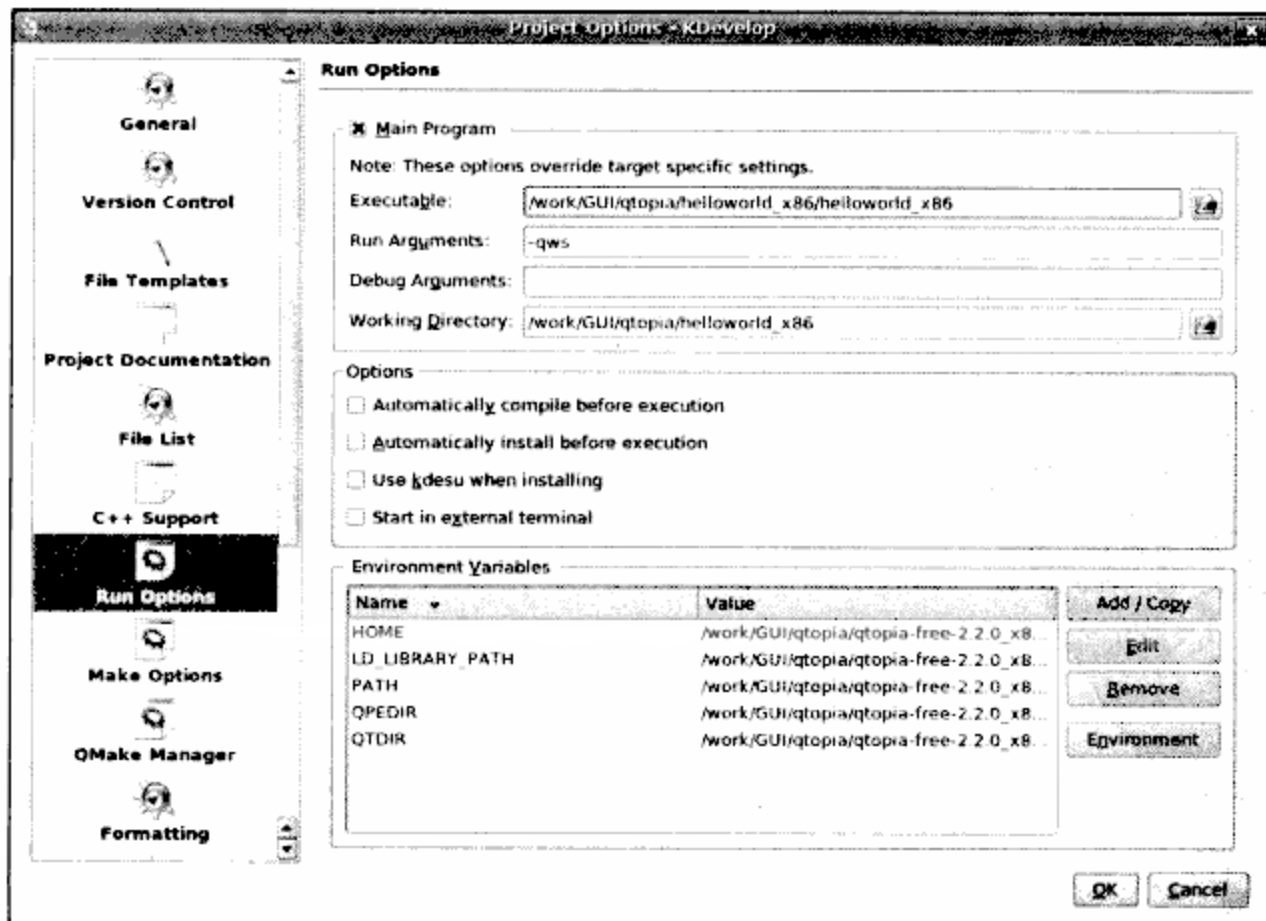 Project Options - KDevelop
General
Version Control
File Templates
Project Documentation
File List
C++ Support
Run Options
Make Options
QMake Manager
Formatting
Run Options
Main Program
Note: These options override target specific settings.
Executable: /work/GUI/qtopia/helloworld_x86/helloworld_x86
Run Arguments: -qws
Debug Arguments:
Working Directory: /work/GUI/qtopia/helloworld_x86
Options
Automatically compile before execution
Automatically install before execution
Use kdesu when installing
Start in external terminal
Environment Variables
Name Value
HOME /work/GUI/qtopia/qtopia-free-2.2.0_x8...
LD_LIBRARY_PATH /work/GUI/qtopia/qtopia-free-2.2.0_x8...
PATH /work/GUI/qtopia/qtopia-free-2.2.0_x8...
QPEDIR /work/GUI/qtopia/qtopia-free-2.2.0_x8...
QTDIR /work/GUI/qtopia/qtopia-free-2.2.0_x8...
Add / Copy
Edit
Remove
Environment
OK Cancel